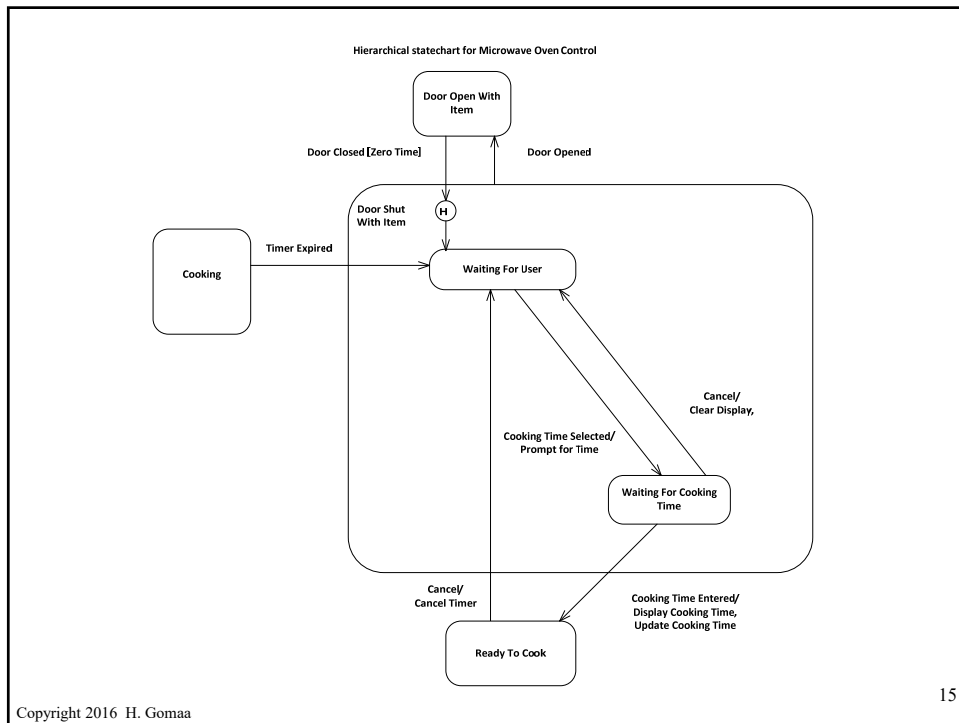 Hierarchical statechart for Microwave Oven Control
Door Open With
Item
Door Closed [Zero Time]
Door Opened
Door Shut
With Item
H
Timer Expired
Waiting For User
Cooking
Cancel/
Clear Display,
Cooking Time Selected/
Prompt for Time
Waiting For Cooking
Time
Cancel/
Cancel Timer
Cooking Time Entered/
Display Cooking Time,
Update Cooking Time
Ready To Cook
15
Copyright 2016 H. Gomaa